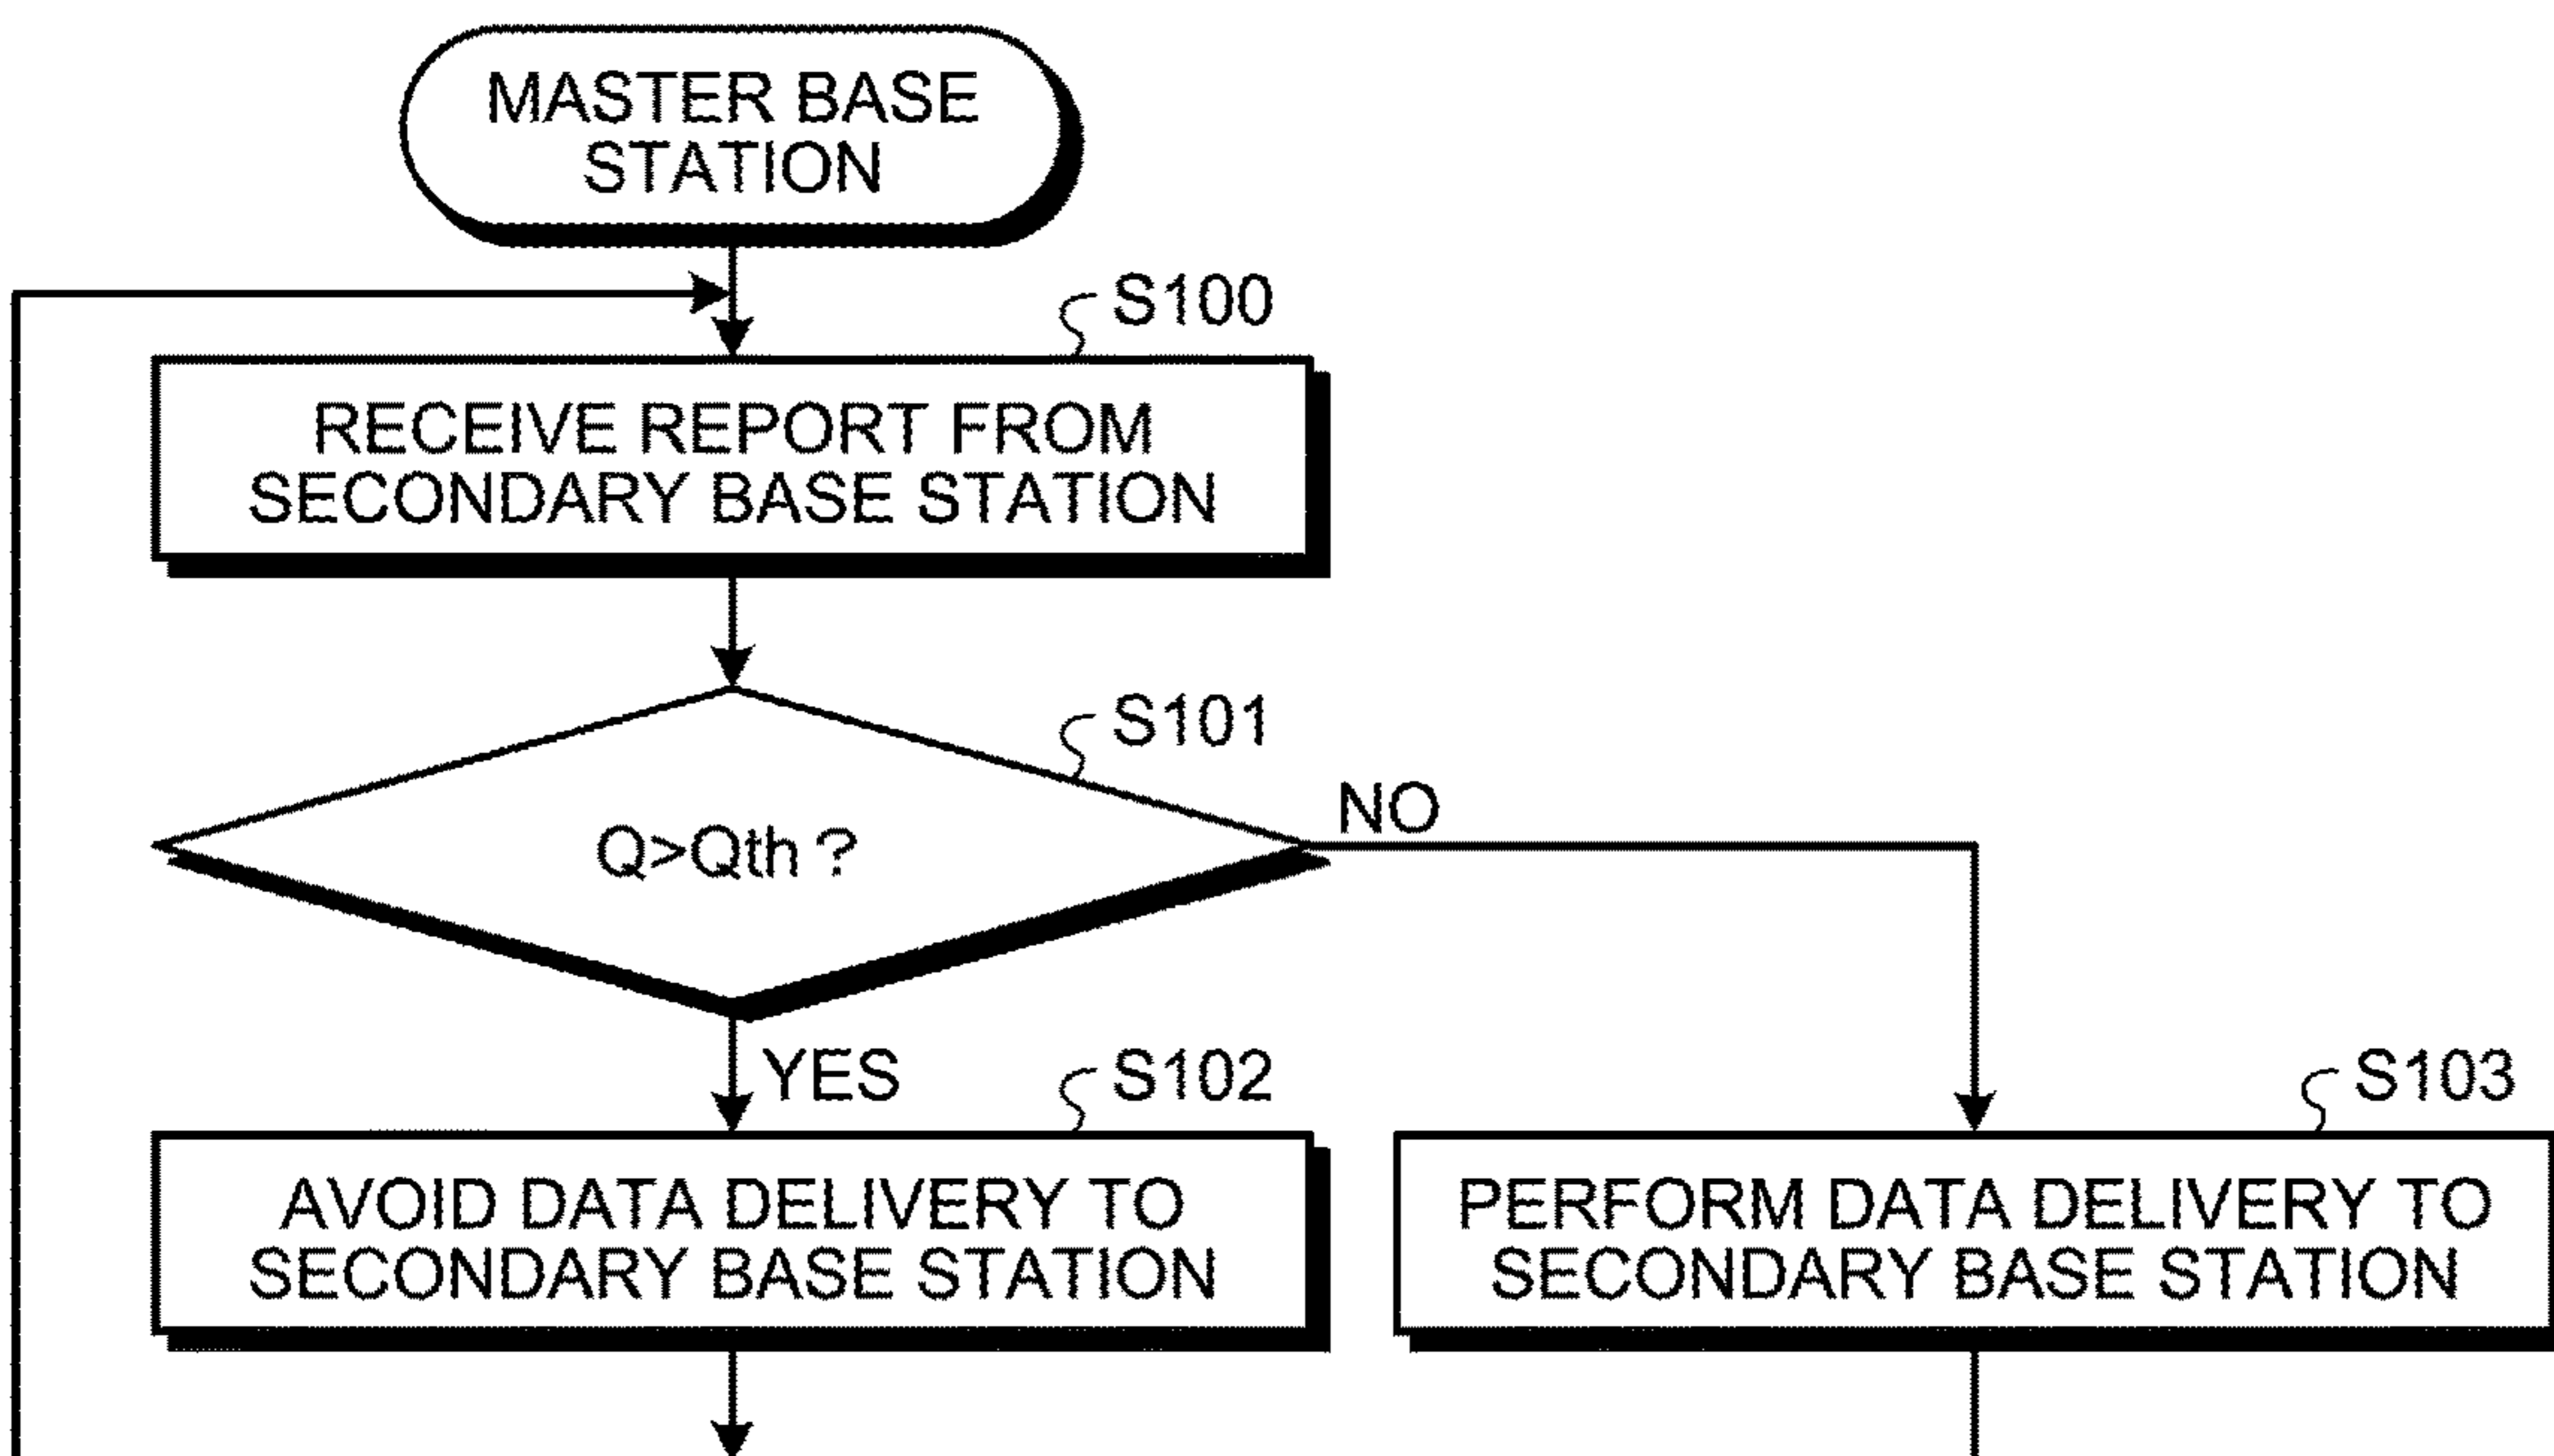 MASTER BASE
STATION
S100
RECEIVE REPORT FROM
SECONDARY BASE STATION
S101
Q>Qth ?
NO
YES
S102
AVOID DATA DELIVERY TO
SECONDARY BASE STATION
S103
PERFORM DATA DELIVERY TO
SECONDARY BASE STATION